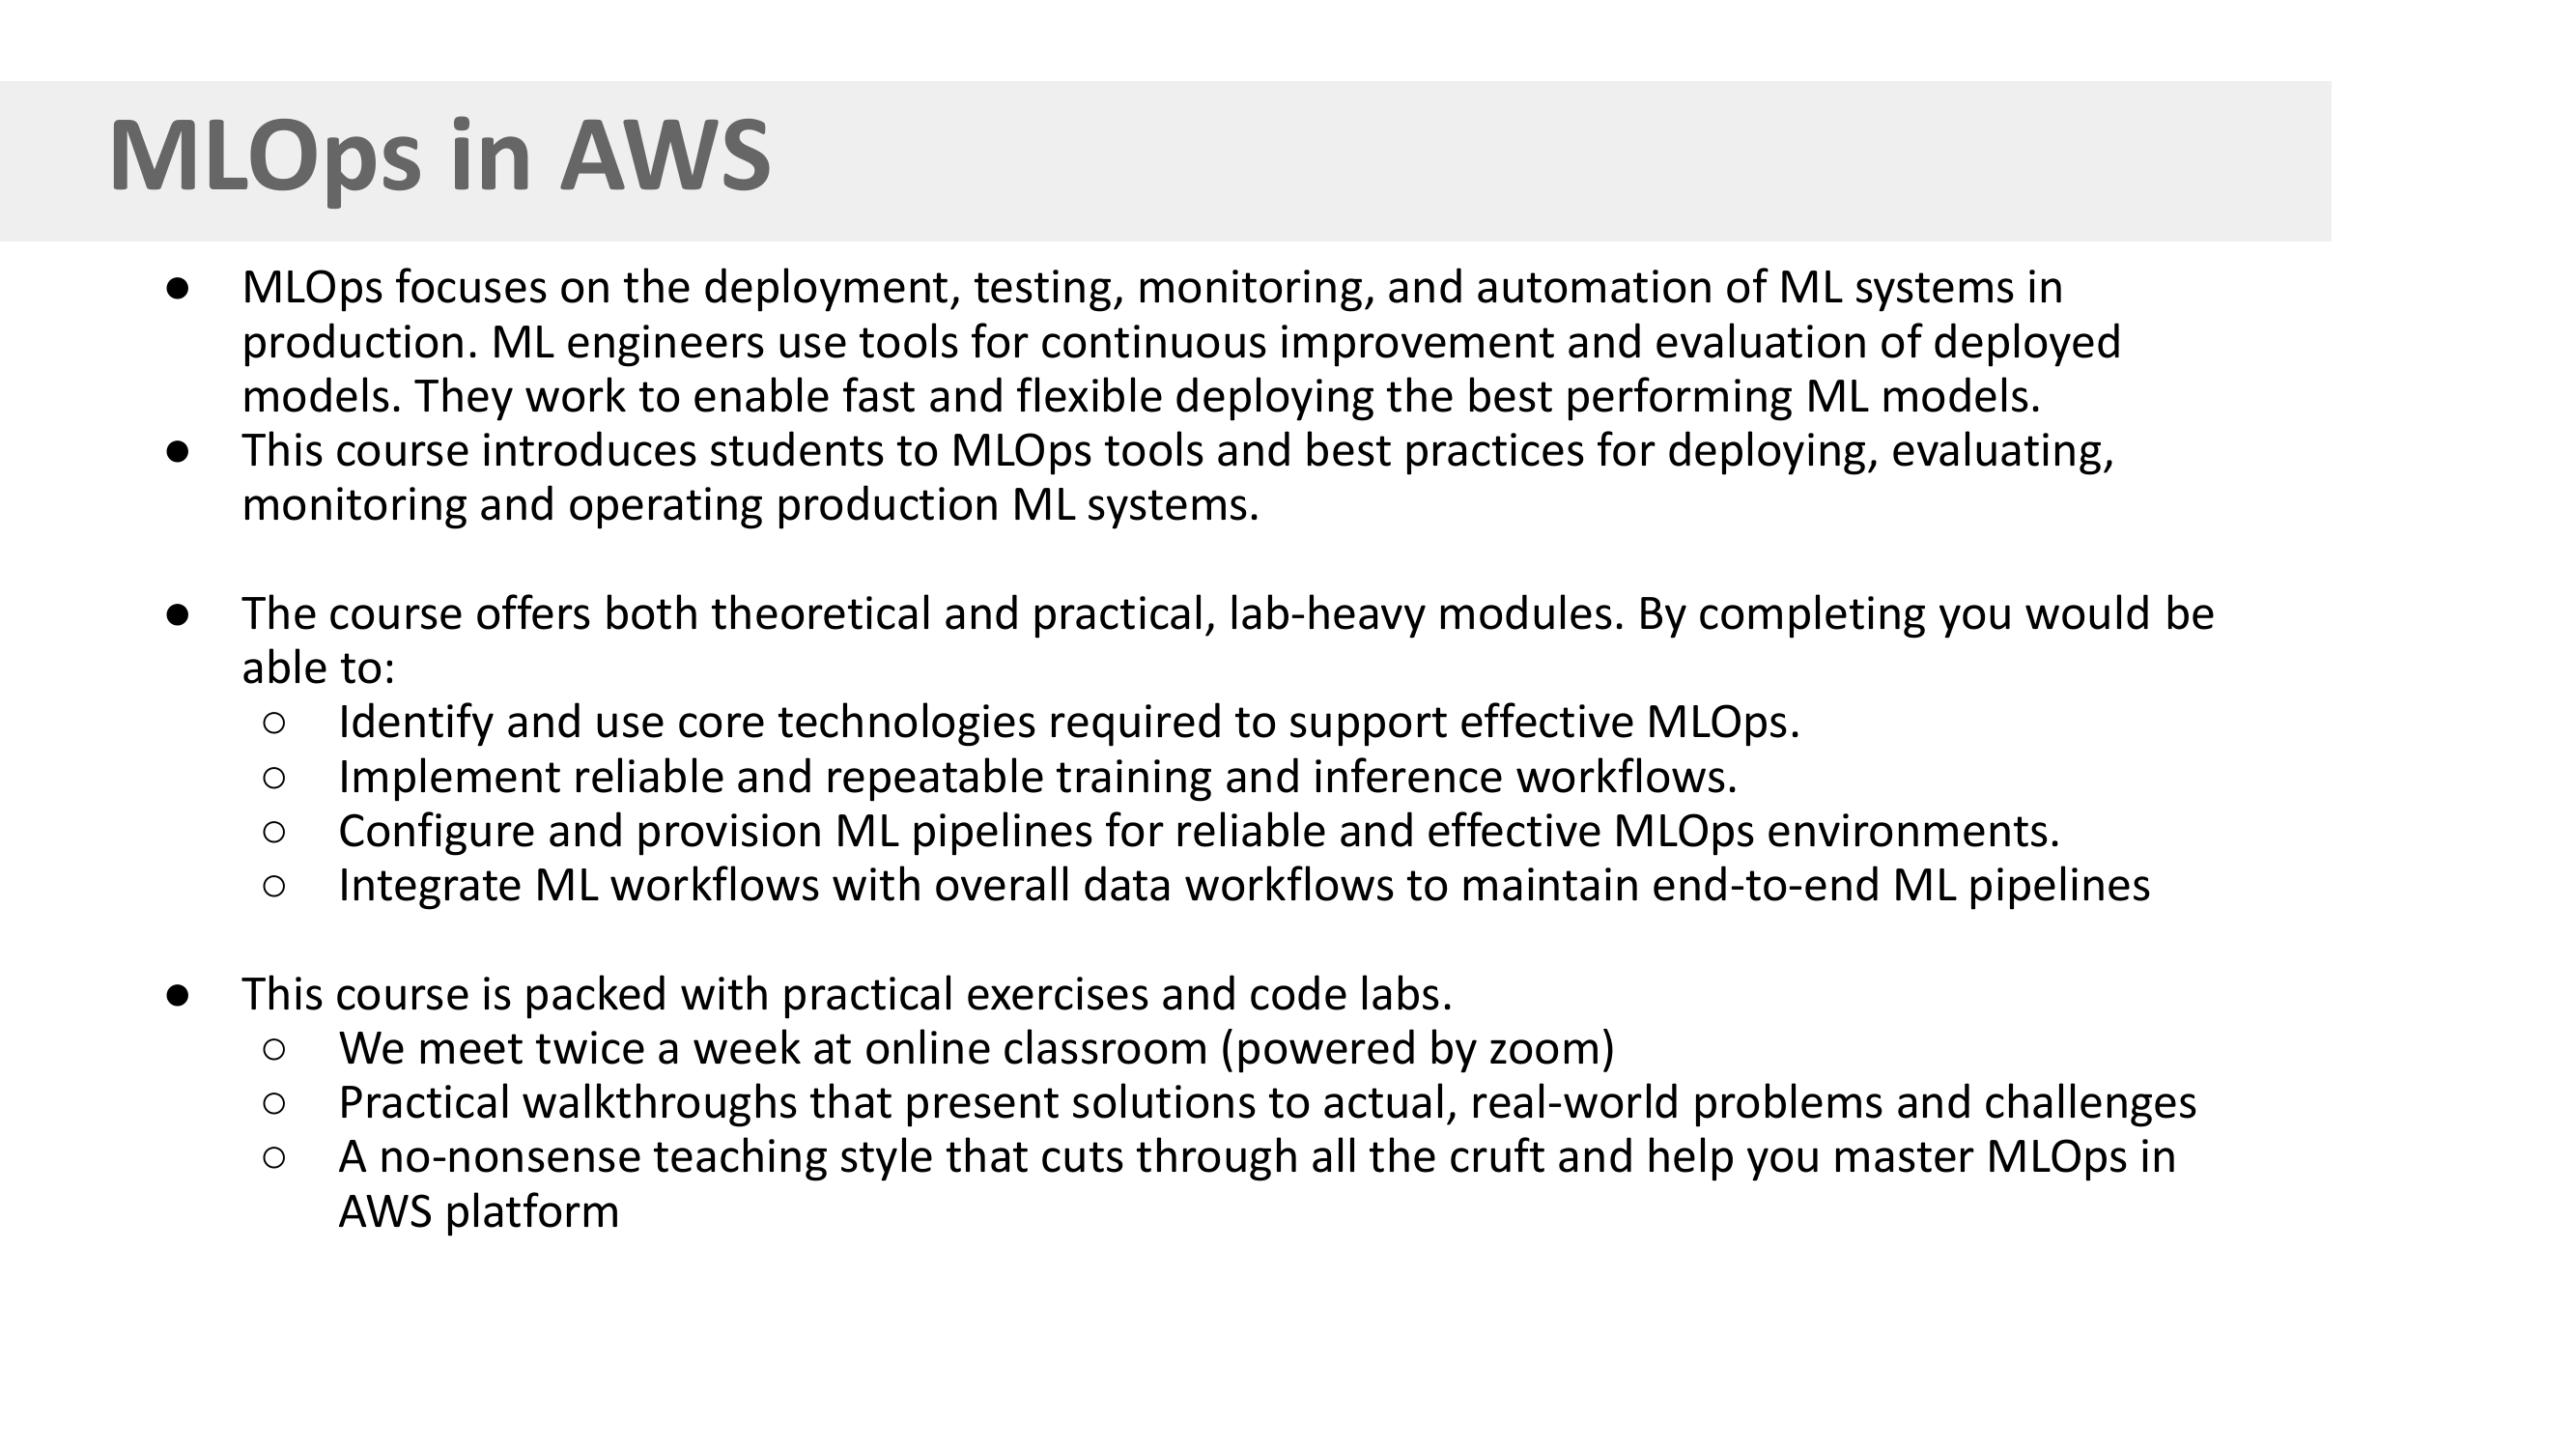 MLOps in AWS
● MLOps focuses on the deployment, testing, monitoring, and automation of ML systems in
production. ML engineers use tools for continuous improvement and evaluation of deployed
models. They work to enable fast and flexible deploying the best performing ML models.
● This course introduces students to MLOps tools and best practices for deploying, evaluating,
monitoring and operating production ML systems.
● The course offers both theoretical and practical, lab-heavy modules. By completing you would be
able to:
○ Identify and use core technologies required to support effective MLOps.
○ Implement reliable and repeatable training and inference workflows.
○ Configure and provision ML pipelines for reliable and effective MLOps environments.
○ Integrate ML workflows with overall data workflows to maintain end-to-end ML pipelines
● This course is packed with practical exercises and code labs.
○ We meet twice a week at online classroom (powered by zoom)
○ Practical walkthroughs that present solutions to actual, real-world problems and challenges
○ A no-nonsense teaching style that cuts through all the cruft and help you master MLOps in
AWS platform